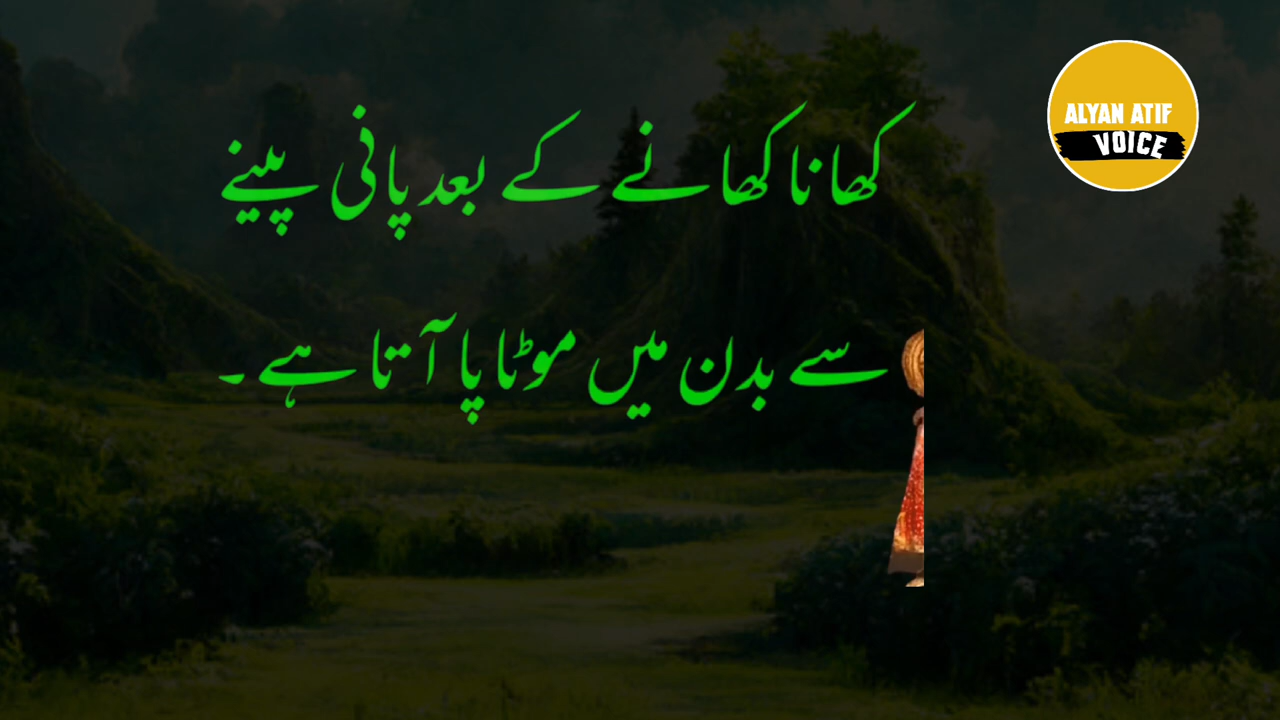 کھانا کھانے کے بعد پانی پینے
سے بدن میں موٹاپا آتا ہے ۔
ALYAN ATIF
VOICE